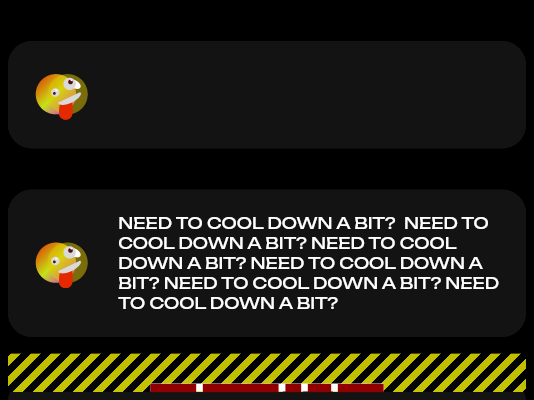 NEED TO COOL DOWN A BIT?  NEED TO
COOL DOWN A BIT? NEED TO COOL
DOWN A BIT? NEED TO COOL DOWN A
BIT? NEED TO COOL DOWN A BIT? NEED
TO COOL DOWN A BIT?